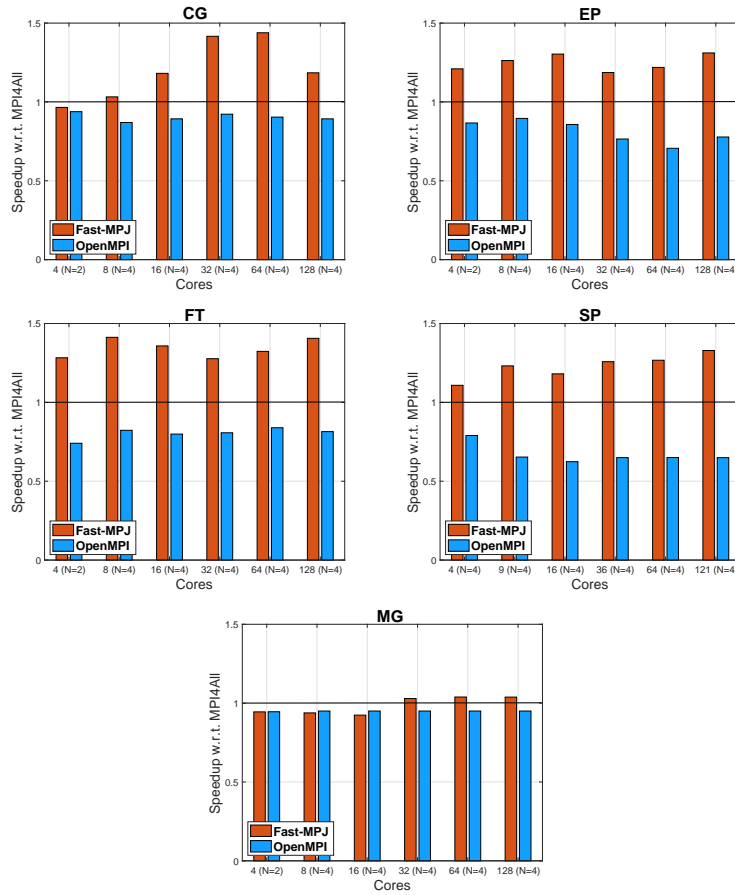 CG
1.5
1
0.5
0
Speedup w.r.t. MPI4All
Fast-MPJ
OpenMPI
4 (N=2) 8 (N=4) 16 (N=4) 32 (N=4) 64 (N=4) 128 (N=4)
Cores
EP
1.5
1
0.5
0
Speedup w.r.t. MPI4All
Fast-MPJ
OpenMPI
4 (N=2) 8 (N=4) 16 (N=4) 32 (N=4) 64 (N=4) 128 (N=4
Cores
FT
1.5
1
0.5
0
Speedup w.r.t. MPI4All
Fast-MPJ
OpenMPI
4 (N=2) 8 (N=4) 16 (N=4) 32 (N=4) 64 (N=4) 128 (N=4)
Cores
SP
1.5
1
0.5
0
Speedup w.r.t. MPI4All
Fast-MPJ
OpenMPI
4 (N=4) 9 (N=4) 16 (N=4) 36 (N=4) 64 (N=4) 121 (N=4
Cores
MG
1.5
1
0.5
0
Speedup w.r.t. MPI4All
Fast-MPJ
OpenMPI
4 (N=2) 8 (N=4) 16 (N=4) 32 (N=4) 64 (N=4) 128 (N=4)
Cores